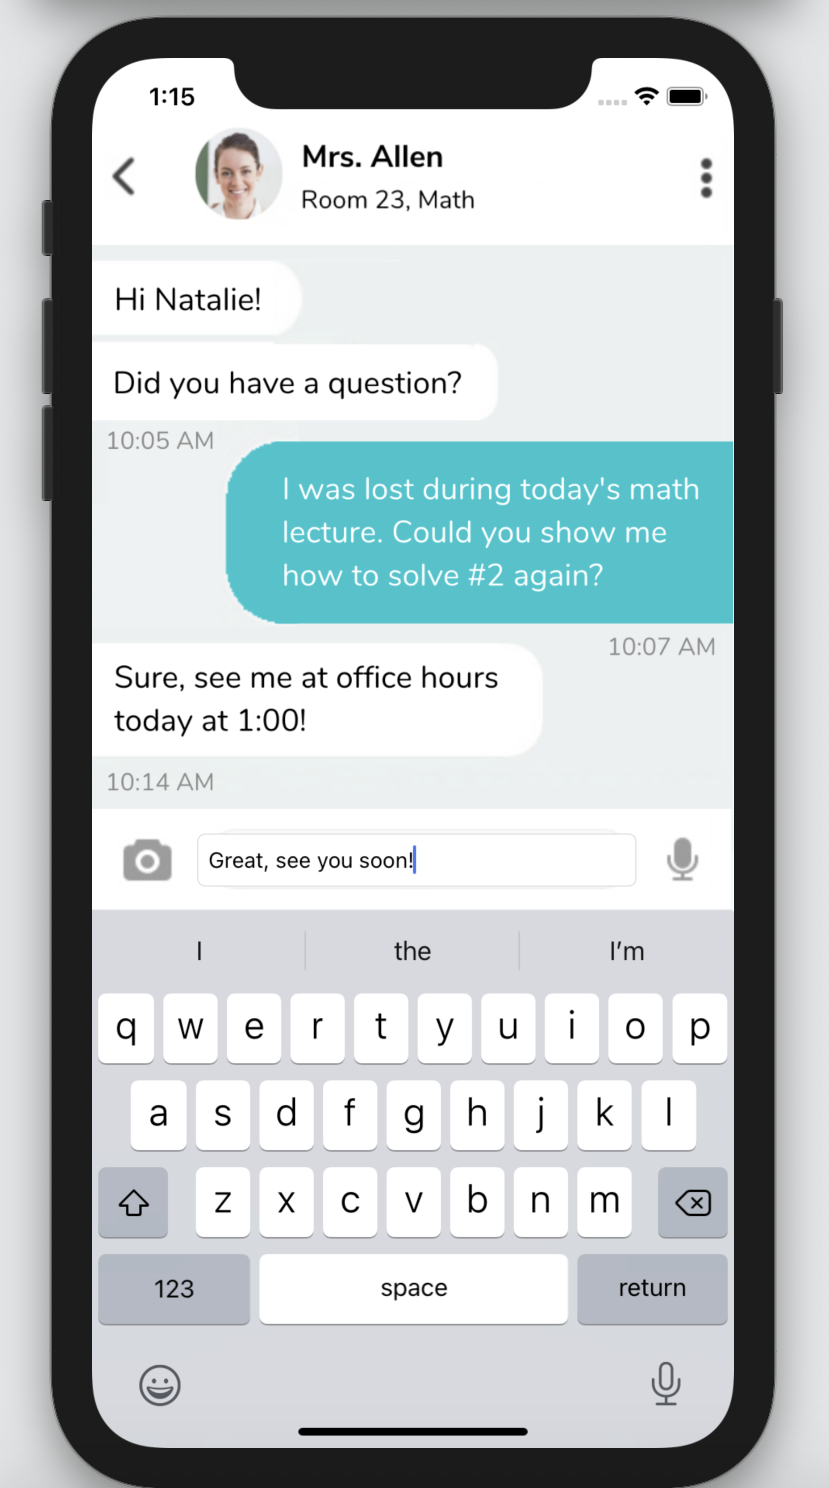 1:15
Mrs. Allen
Room 23, Math
Hi Natalie!
Did you have a question?
10:05 AM
I was lost during today's math
lecture. Could you show me
how to solve #2 again?
10:07 AM
Sure, see me at office hours
today at 1:00!
10:14 AM
Great, see you soon!
I the I’m
q w e r t y u i o p
a s d f g h j k l
z x c v b n m
123 space return